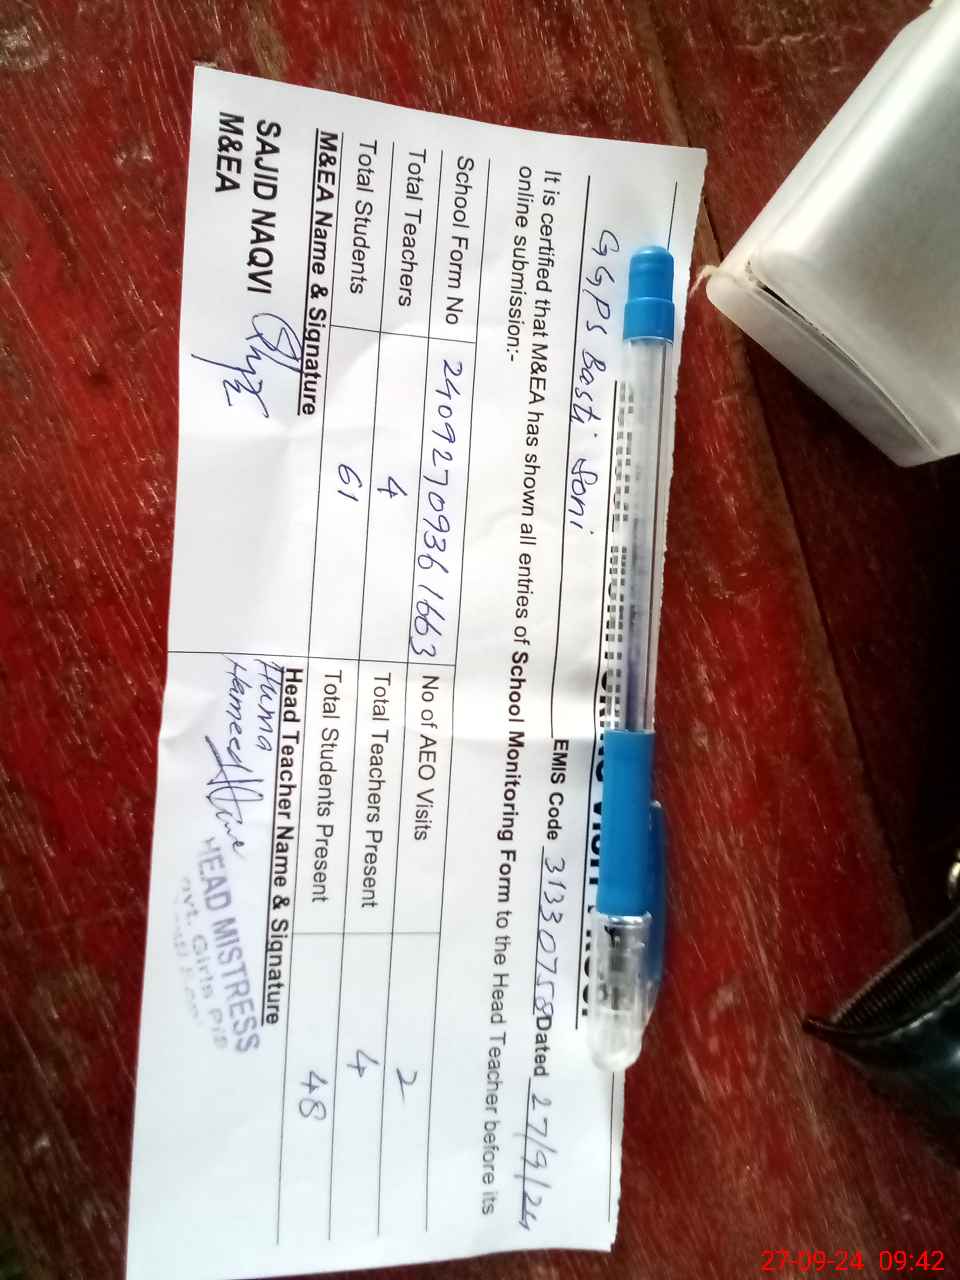 GGPS Basti Soni EMIS Code 31330758 Dated 27/9/24
It is certified that M&EA has shown all entries of School Monitoring Form to the Head Teacher before its
online submission:-
School Form No 24092709361663 No of AEO Visits 2
Total Teachers 4 Total Teachers Present 4
Total Students 61 Total Students Present 48
M&EA Name & Signature Head Teacher Name & Signature
SAJID NAQVI Huma
M&EA Hameed
HEAD MISTRESS
Govt. Girls P/S
27-09-24 09:42